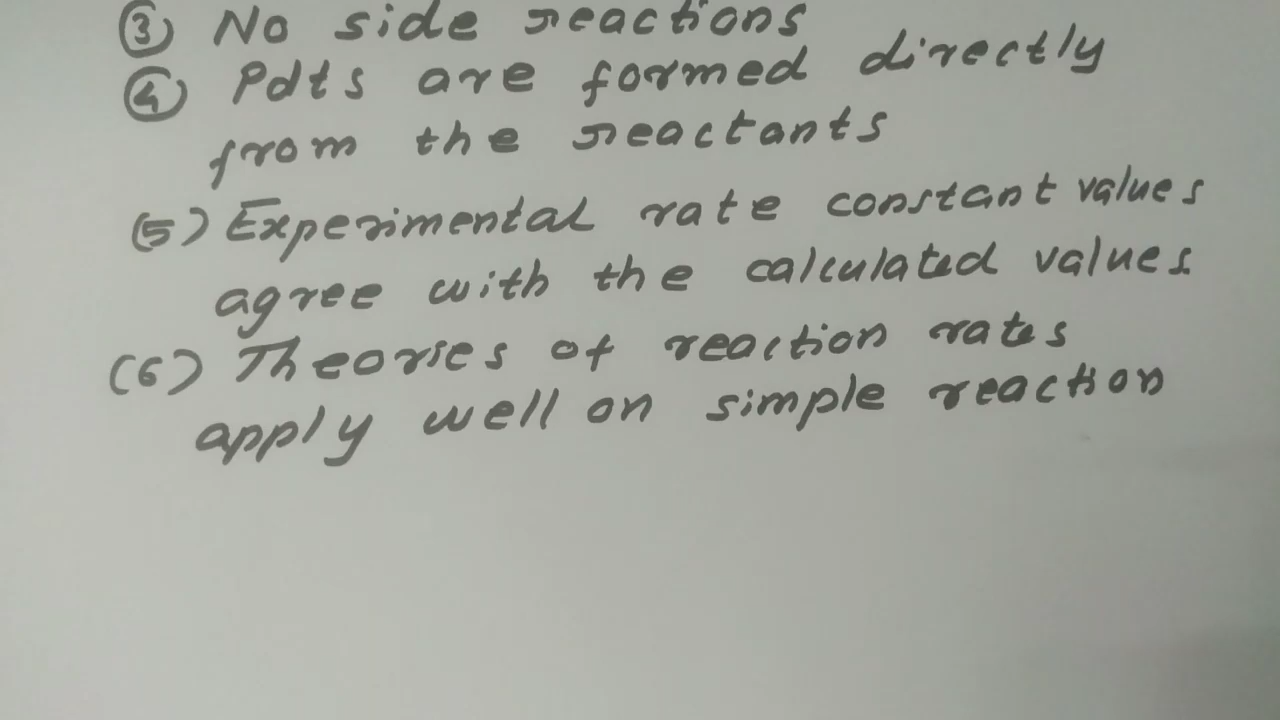 ③ No side reactions
④ Pdts are formed directly
from the reactants
(5) Experimental rate constant values
agree with the calculated values
(6) Theories of reaction rates
apply well on simple reaction